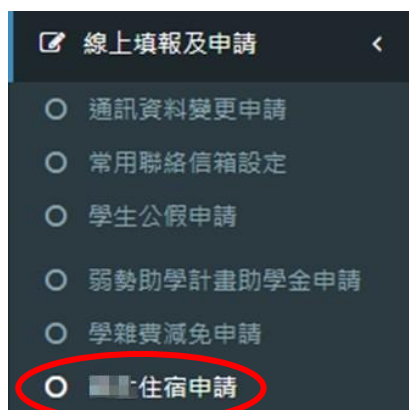 線上填報及申請
通訊資料變更申請
常用聯絡信箱設定
學生公假申請
弱勢助學計畫助學金申請
學雜費減免申請
住宿申請